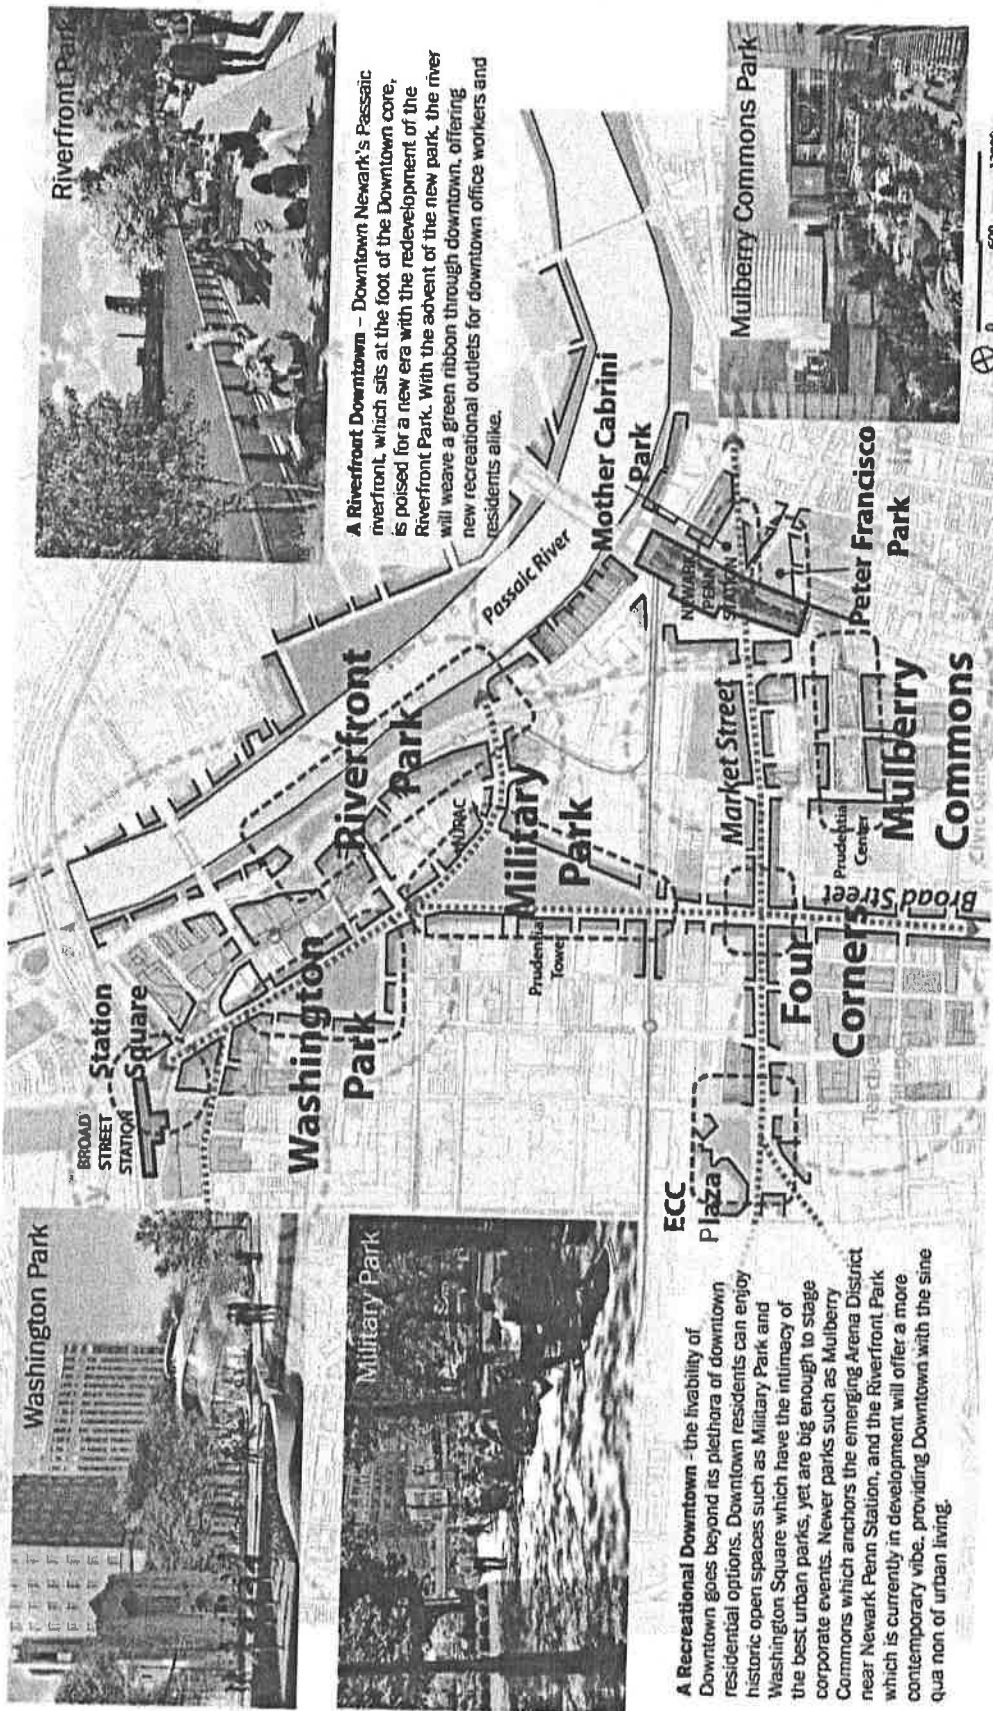 Washington Park
Military Park
A Recreational Downtown - the livability of
Downtown goes beyond its plethora of downtown
residential options. Downtown residents can enjoy
historic open spaces such as Military Park and
Washington Square which have the intimacy of
the best urban parks, yet are big enough to stage
corporate events. Newer parks such as Mulberry
Commons which anchors the emerging Arena District
near Newark Penn Station, and the Riverfront Park
which is currently in development will offer a more
contemporary vibe, providing Downtown with the sine
qua non of urban living.
BROAD
STREET
STATION
Station
Square
Washington
Park
Riverfront
Park
Passaic River
NJPAC
Military
Park
Prudential
Tower
ECC
Plaza
Four
Corners
Market Street
Broad Street
Prudential
Center
Mulberry
Commons
NEWARK
PENN
STATION
Mother Cabrini
Park
Peter Francisco
Park
Riverfront Park
A Riverfront Downtown – Downtown Newark's Passaic
riverfront, which sits at the foot of the Downtown core,
is poised for a new era with the redevelopment of the
Riverfront Park. With the advent of the new park, the river
will weave a green ribbon through downtown, offering
new recreational outlets for downtown office workers and
residents alike.
Mulberry Commons Park
0 600